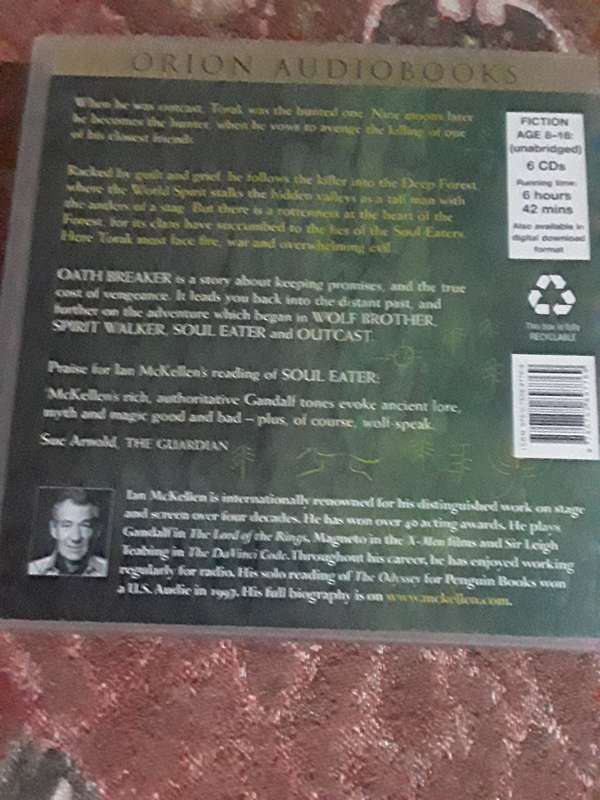 ORION AUDIOBOOKS
When he was outcast, Torak was the hunted one. Nine moons later
he becomes the hunter, when he vows to avenge the killing of one
of his closest friends.
Racked by guilt and grief, he follows the killer into the Deep Forest
where the World Spirit stalks the hidden valleys as a tall man with
the antlers of a stag. But there is a rottenness at the heart of the
Forest, for its clans have succumbed to the lies of the Soul-Eaters.
Here Torak must face fire, war and overwhelming evil...
OATH BREAKER is a story about keeping promises, and the true
cost of vengeance. It leads you back into the distant past, and
further on the adventure which began in WOLF BROTHER,
SPIRIT WALKER, SOUL EATER and OUTCAST.
Praise for Ian McKellen's reading of SOUL EATER:
'McKellen's rich, authoritative Gandalf tones evoke ancient lore,
myth and magic good and bad – plus, of course, wolf-speak.'
Sue Arnold, THE GUARDIAN
Ian McKellen is internationally renowned for his distinguished work on stage
and screen over four decades. He has won over 40 acting awards. He plays
Gandalf in The Lord of the Rings, Magneto in the X-Men films and Sir Leigh
Teabing in The DaVinci Code. Throughout his career, he has enjoyed working
regularly for radio. His solo reading of The Odyssey for Penguin Books won
a U.S. Audie in 1997. His full biography is on www.mckellen.com.
FICTION
AGE 8-18:
(unabridged)
6 CDs
Running time:
6 hours
42 mins
Also available in
digital download
format
This box is fully
RECYCLABLE